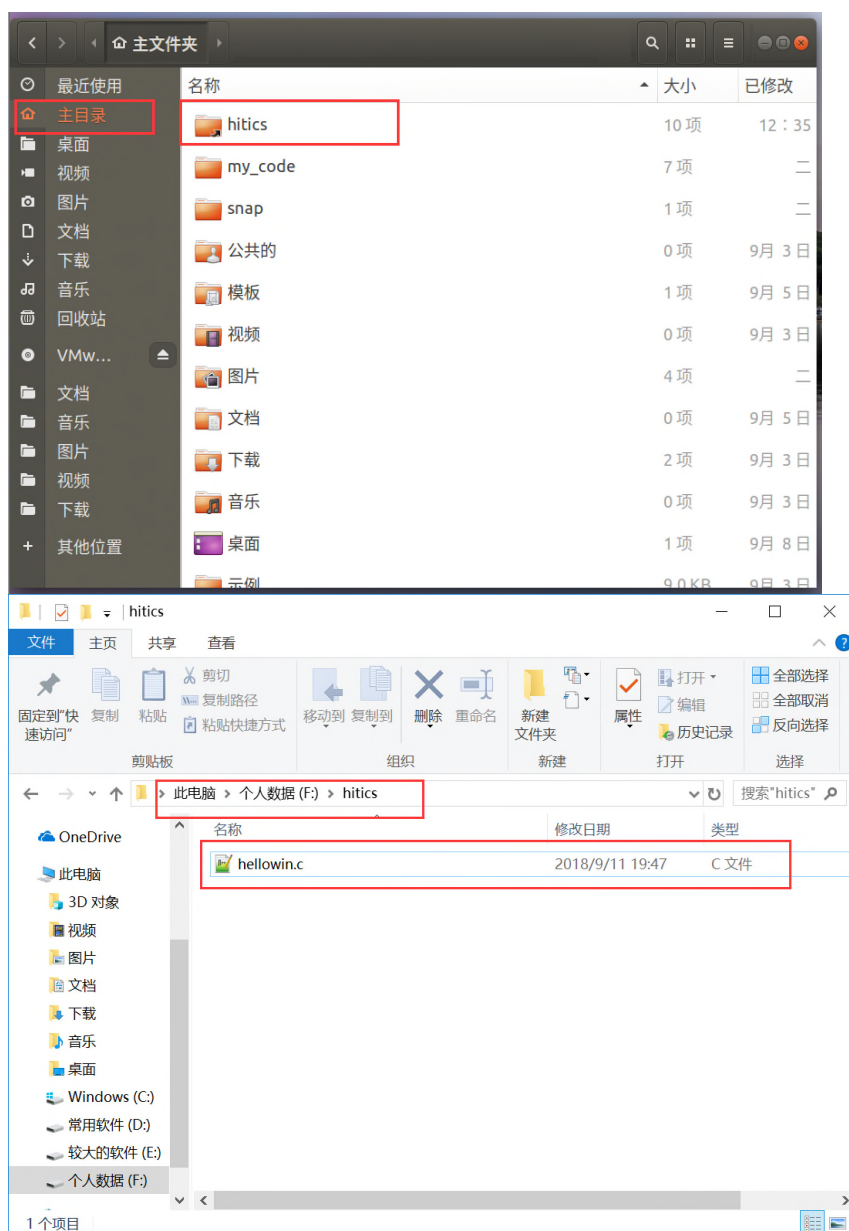 主文件夹
最近使用
主目录
桌面
视频
图片
文档
下载
音乐
回收站
VMw...
文档
音乐
图片
视频
下载
其他位置
名称 大小 已修改
hitics 10 项 12：35
my_code 7 项 二
snap 1 项 二
公共的 0 项 9月 3 日
模板 1 项 9月 5 日
视频 0 项 9月 3 日
图片 4 项 二
文档 0 项 9月 5 日
下载 2 项 9月 3 日
音乐 0 项 9月 3 日
桌面 1 项 9月 8 日
示例 9.0 KB 9月 3 日
hitics
文件 主页 共享 查看
固定到"快速访问"
复制
粘贴
剪切
复制路径
粘贴快捷方式
剪贴板
移动到 复制到 删除 重命名
组织
新建
文件夹
新建
属性
打开
编辑
历史记录
打开
全部选择
全部取消
反向选择
选择
此电脑 > 个人数据 (F:) > hitics
搜索"hitics"
名称 修改日期 类型
hellowin.c 2018/9/11 19:47 C 文件
OneDrive
此电脑
3D 对象
视频
图片
文档
下载
音乐
桌面
Windows (C:)
常用软件 (D:)
较大的软件 (E:)
个人数据 (F:)
1 个项目